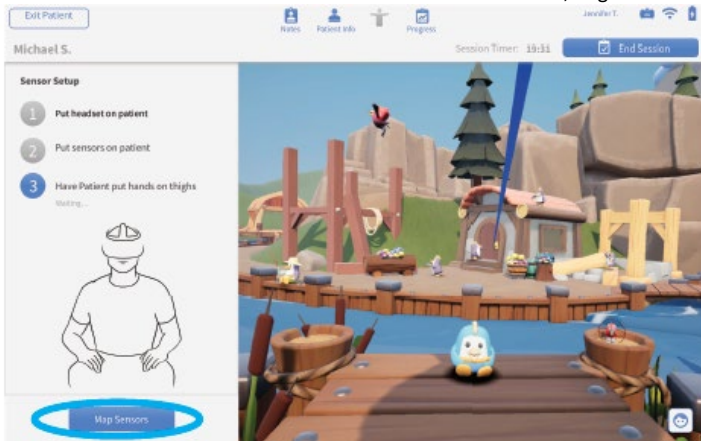 Exit Patient
Notes
Patient Info
Progress
Jennifer T.
Michael S.
Session Timer: 19:31
End Session
Sensor Setup
1 Put headset on patient
2 Put sensors on patient
3 Have Patient put hands on thighs
Waiting...
Map Sensors